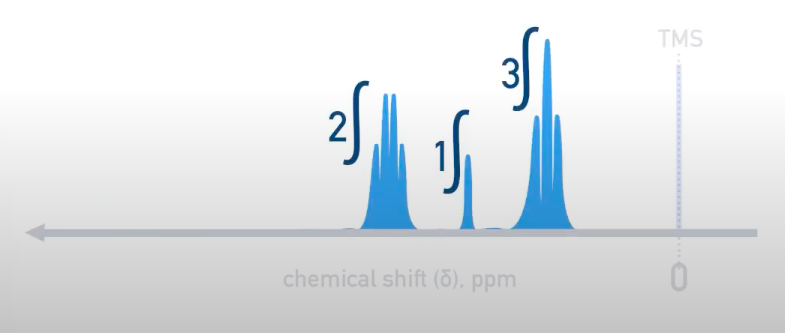 TMS
3∫
2∫
1∫
chemical shift (δ), ppm
0